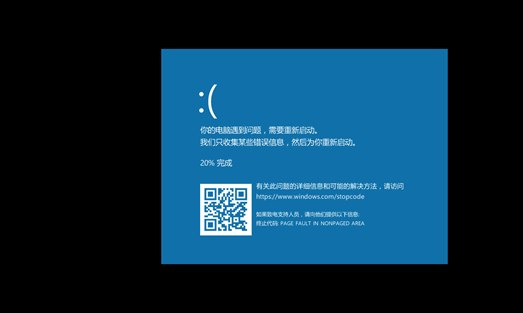 :(
你的电脑遇到问题，需要重新启动。
我们只收集某些错误信息，然后为你重新启动。
20% 完成
有关此问题的详细信息和可能的解决方法，请访问
https://www.windows.com/stopcode
如果致电支持人员，请向他们提供以下信息:
终止代码: PAGE FAULT IN NONPAGED AREA